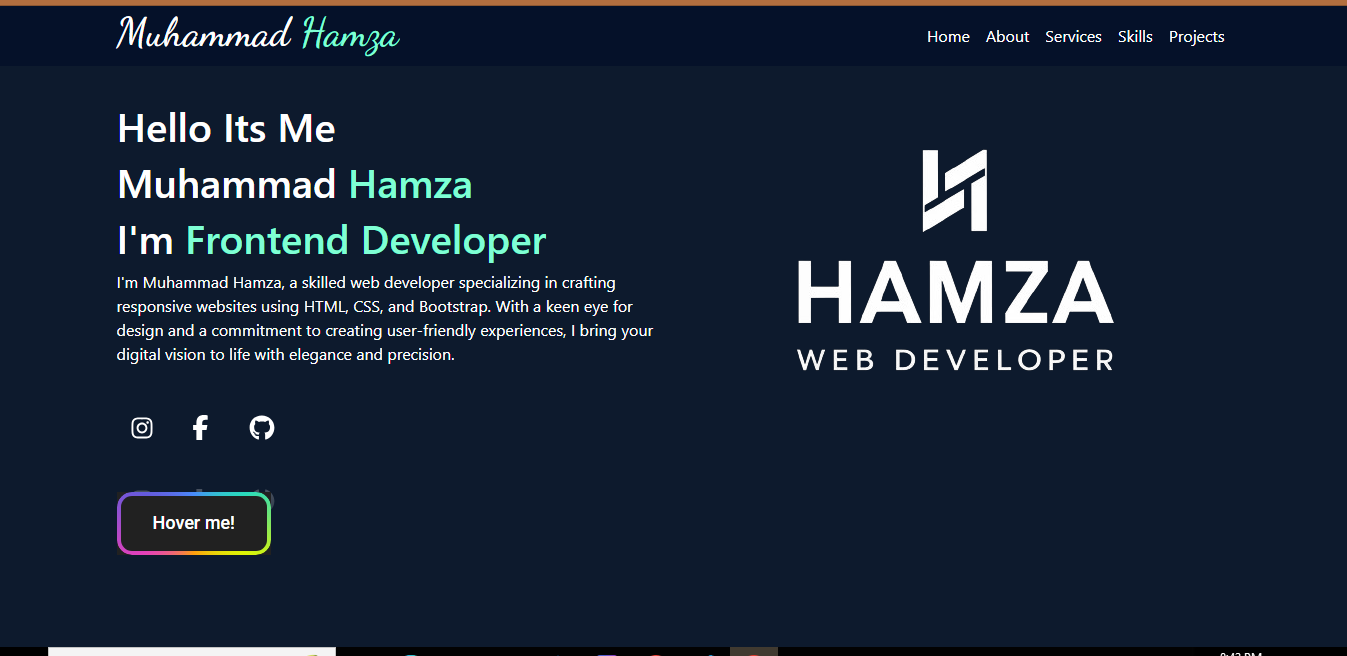 Muhammad Hamza
Home About Services Skills Projects
Hello Its Me
Muhammad Hamza
I'm Frontend Developer
I'm Muhammad Hamza, a skilled web developer specializing in crafting
responsive websites using HTML, CSS, and Bootstrap. With a keen eye for
design and a commitment to creating user-friendly experiences, I bring your
digital vision to life with elegance and precision.
Hover me!
HAMZA
WEB DEVELOPER